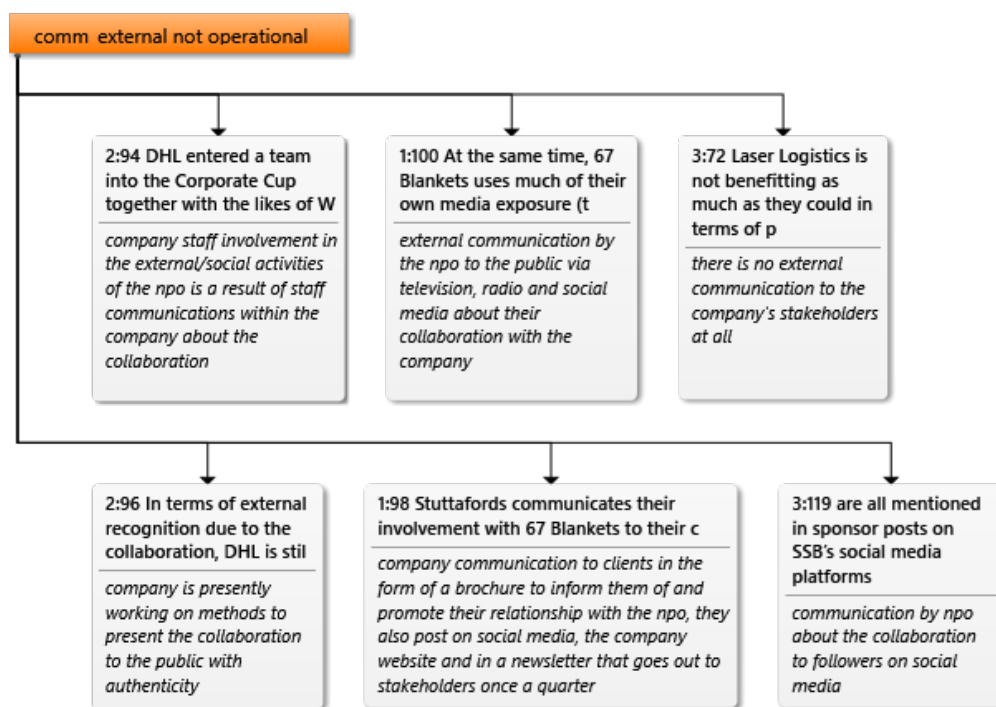 comm external not operational
2:94 DHL entered a team
into the Corporate Cup
together with the likes of W
company staff involvement in
the external/social activities
of the npo is a result of staff
communications within the
company about the
collaboration
1:100 At the same time, 67
Blankets uses much of their
own media exposure (t
external communication by
the npo to the public via
television, radio and social
media about their
collaboration with the
company
3:72 Laser Logistics is
not benefitting as
much as they could in
terms of p
there is no external
communication to the
company's stakeholders
at all
2:96 In terms of external
recognition due to the
collaboration, DHL is stil
company is presently
working on methods to
present the collaboration
to the public with
authenticity
1:98 Stuttafords communicates their
involvement with 67 Blankets to their c
company communication to clients in the
form of a brochure to inform them of and
promote their relationship with the npo, they
also post on social media, the company
website and in a newsletter that goes out to
stakeholders once a quarter
3:119 are all mentioned
in sponsor posts on
SSB's social media
platforms
communication by npo
about the collaboration
to followers on social
media